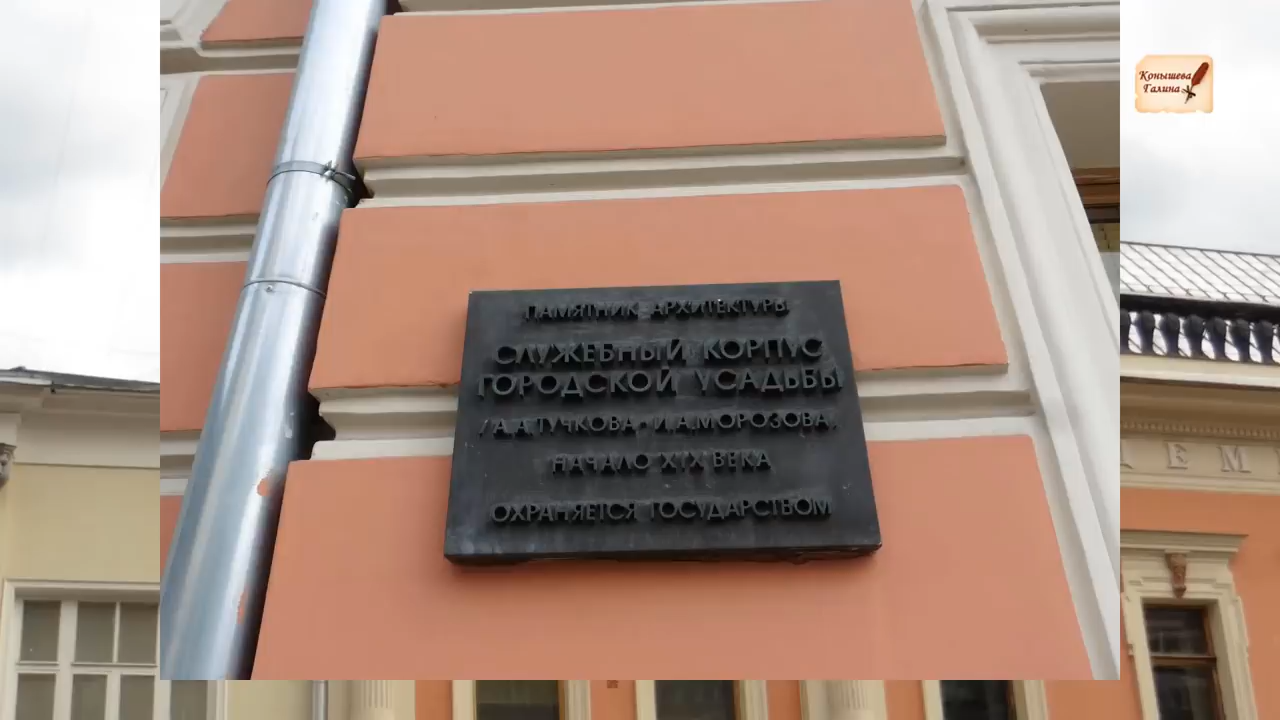 ПАМЯТНИК АРХИТЕКТУРЫ
СЛУЖЕБНЫЙ КОРПУС
ГОРОДСКОЙ УСАДЬБЫ
/А.А.ТУЧКОВА, И.А.МОРОЗОВА/
НАЧАЛО XIX ВЕКА
ОХРАНЯЕТСЯ ГОСУДАРСТВОМ
Конышева
Галина